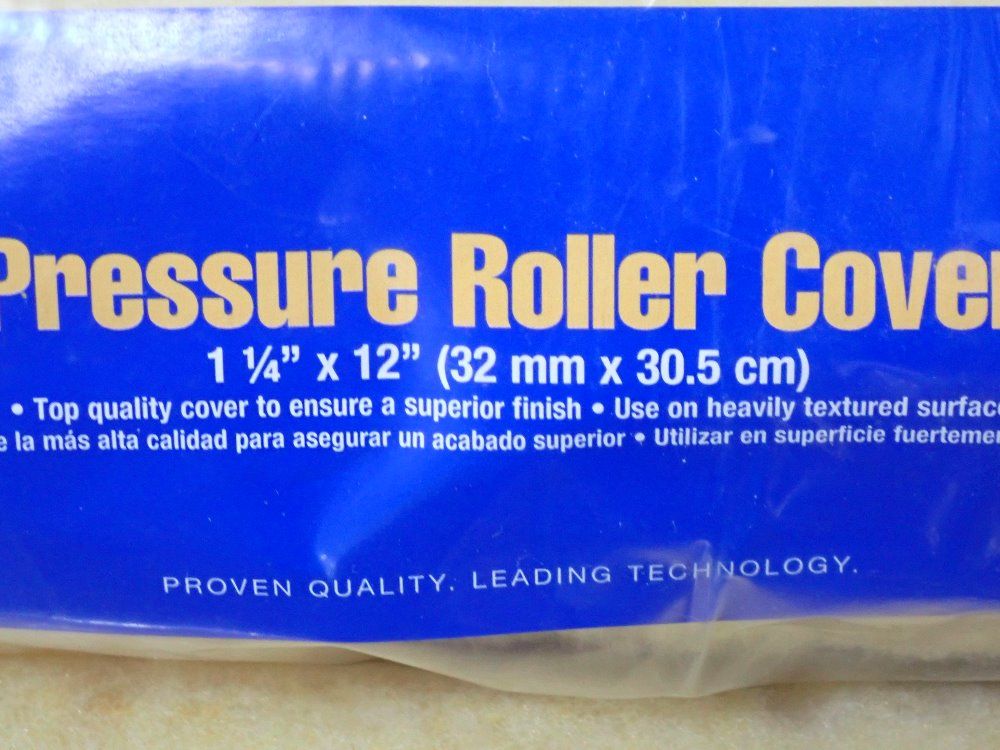 Pressure Roller Cover
1 ¼” x 12” (32 mm x 30.5 cm)
• Top quality cover to ensure a superior finish • Use on heavily textured surfac
e la más alta calidad para asegurar un acabado superior • Utilizar en superficie fuertemen
PROVEN QUALITY. LEADING TECHNOLOGY.